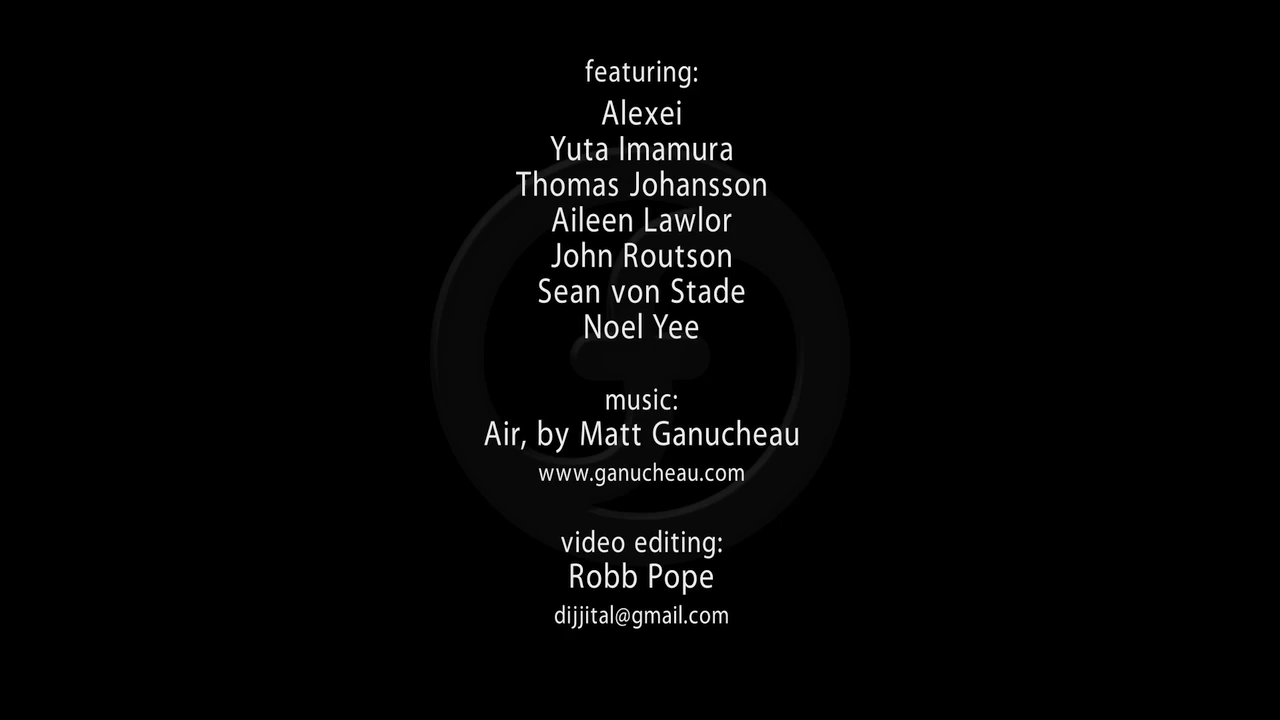 featuring:
Alexei
Yuta Imamura
Thomas Johansson
Aileen Lawlor
John Routson
Sean von Stade
Noel Yee
music:
Air, by Matt Ganucheau
www.ganucheau.com
video editing:
Robb Pope
dijjital@gmail.com